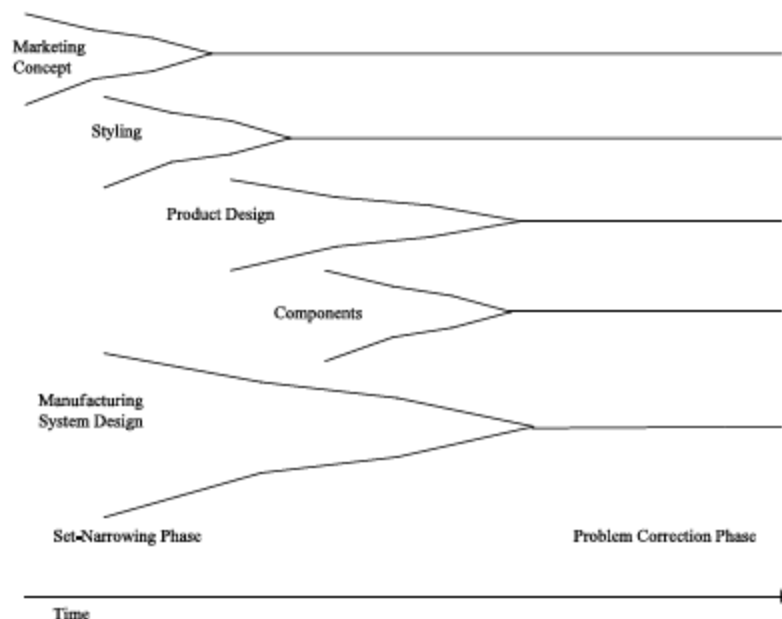 Marketing
Concept
Styling
Product Design
Components
Manufacturing
System Design
Set-Narrowing Phase
Problem Correction Phase
Time